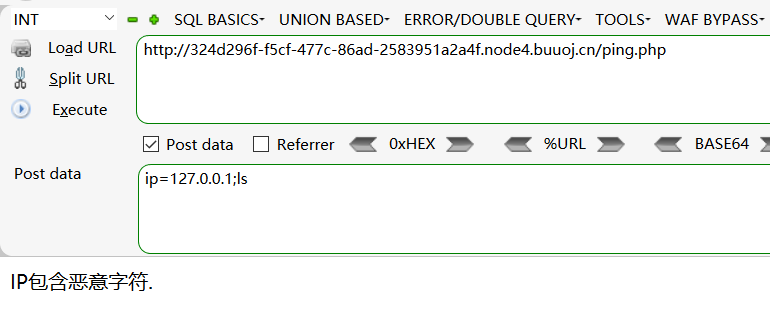 INT SQL BASICS UNION BASED ERROR/DOUBLE QUERY TOOLS WAF BYPASS
Load URL
http://324d296f-f5cf-477c-86ad-2583951a2a4f.node4.buuoj.cn/ping.php
Split URL
Execute
Post data Referrer 0xHEX %URL BASE64
Post data
ip=127.0.0.1;ls
IP包含恶意字符.